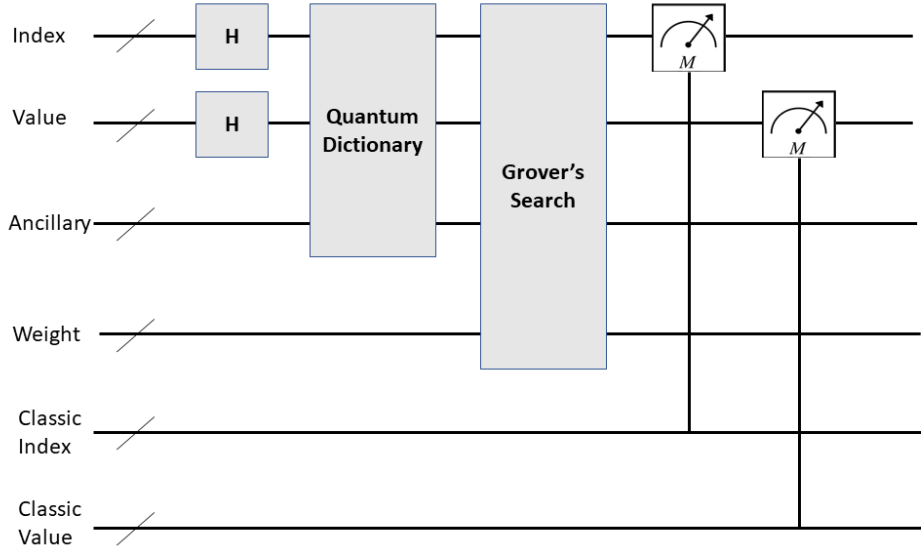 Index
H
M
Value
H
Quantum
Dictionary
M
Grover's
Search
Ancillary
Weight
Classic
Index
Classic
Value